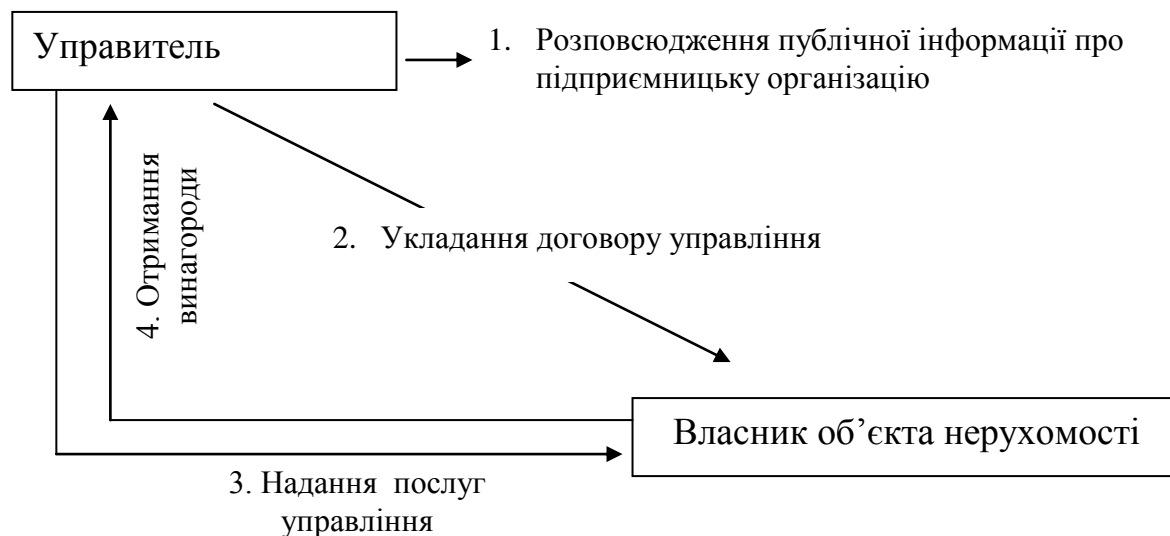 Управитель
1. Розповсюдження публічної інформації про
підприємницьку організацію
2. Укладання договору управління
4. Отримання
винагороди
Власник об’єкта нерухомості
3. Надання послуг
управління